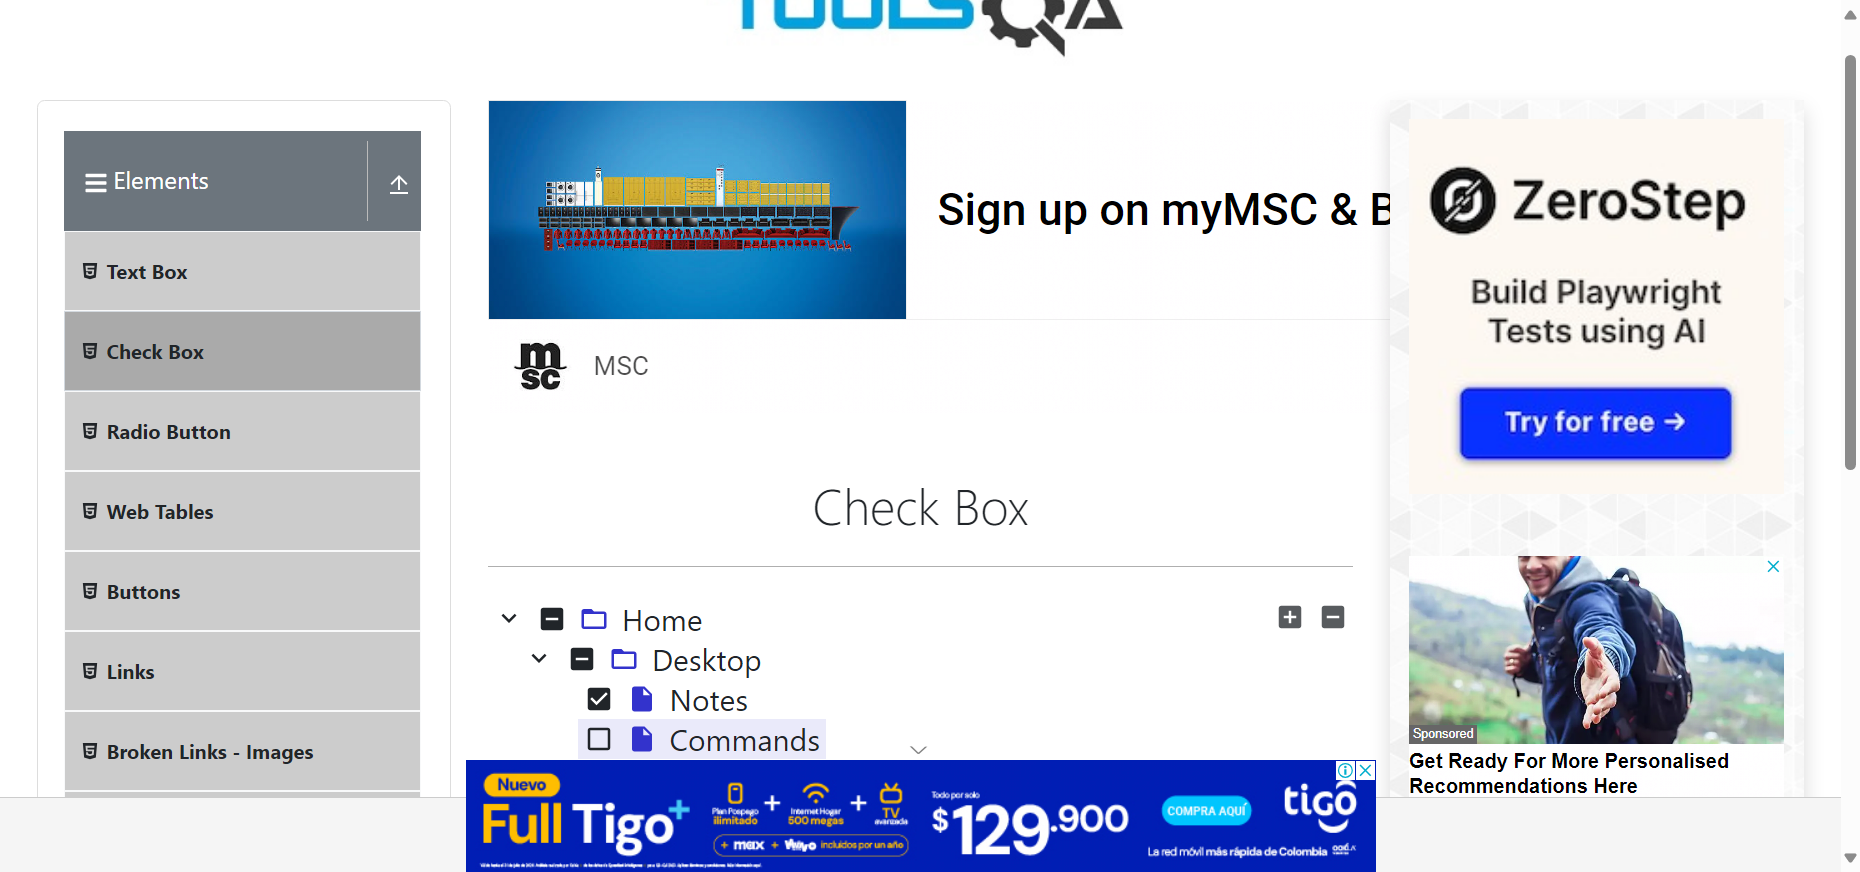 TOOLSQA
Elements
Text Box
Check Box
Radio Button
Web Tables
Buttons
Links
Broken Links - Images
Sign up on myMSC & B
msc
MSC
Check Box
Home
Desktop
Notes
Commands
ZeroStep
Build Playwright
Tests using AI
Try for free →
Sponsored
Get Ready For More Personalised
Recommendations Here
Nuevo
Full Tigo+
Plan Pospago
ilimitado
+
Internet Hogar
500 megas
+
TV
avanzada
+ max + Vix incluidos por un año
Todo por solo
$129.900
COMPRA AQUÍ
tigo
La red móvil más rápida de Colombia